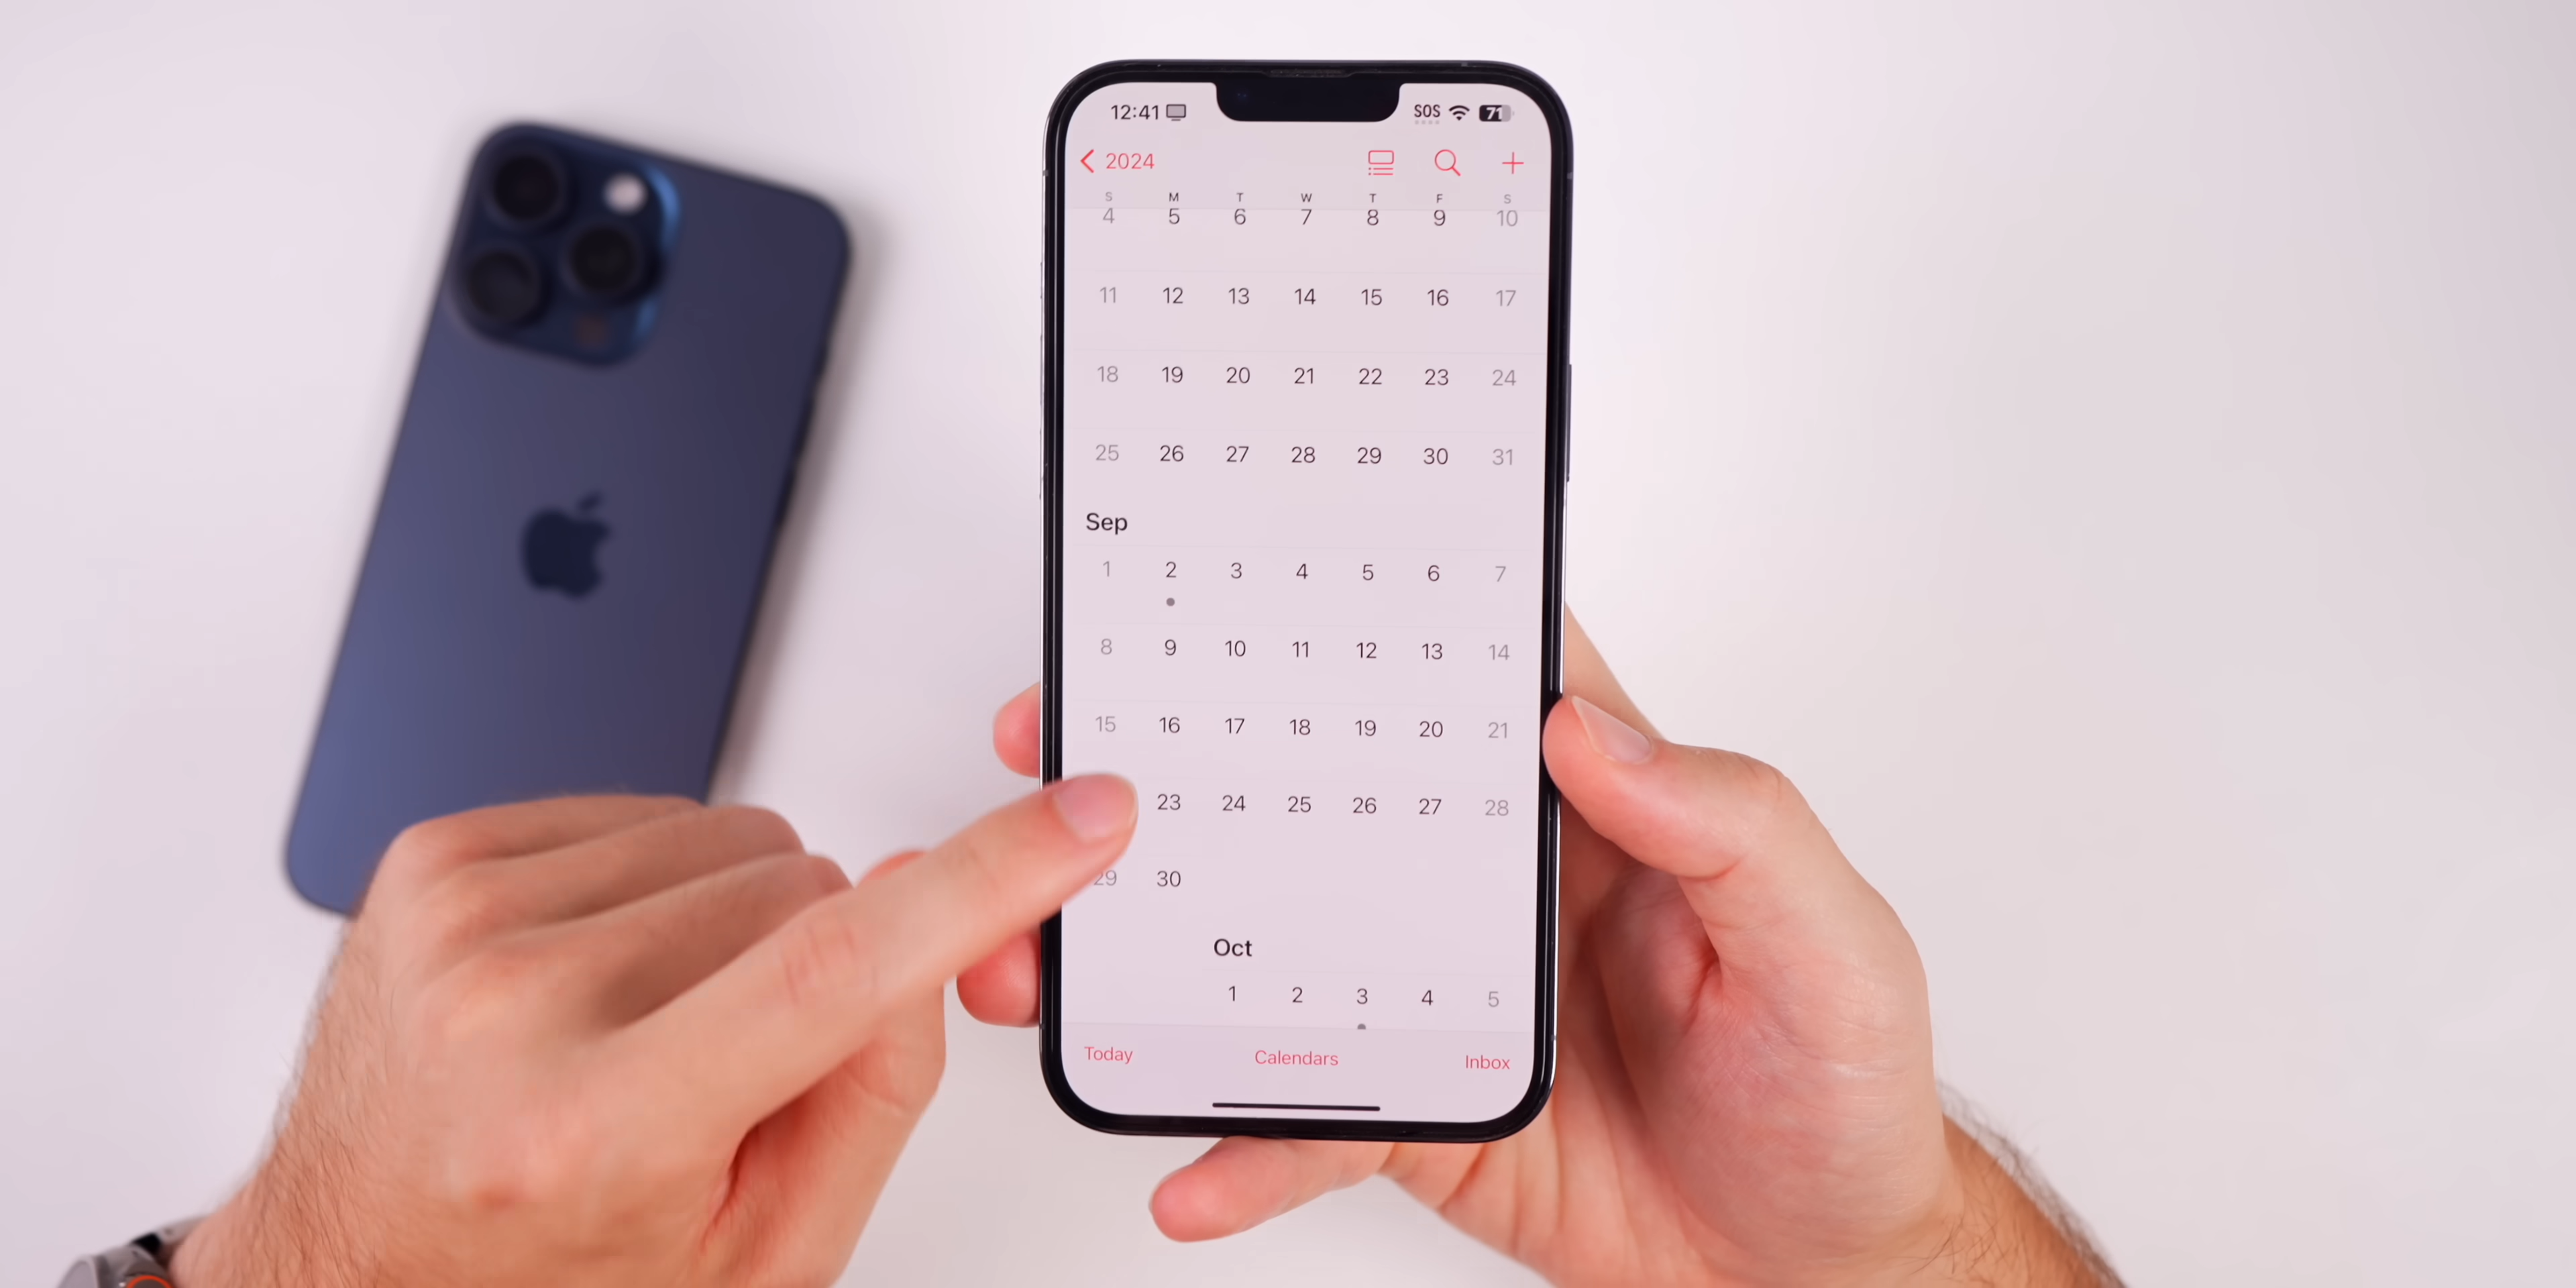 12:41 SOS 71
2024
S M T W T F S
4 5 6 7 8 9 10
11 12 13 14 15 16 17
18 19 20 21 22 23 24
25 26 27 28 29 30 31
Sep
1 2 3 4 5 6 7
8 9 10 11 12 13 14
15 16 17 18 19 20 21
23 24 25 26 27 28
29 30
Oct
1 2 3 4 5
Today Calendars Inbox